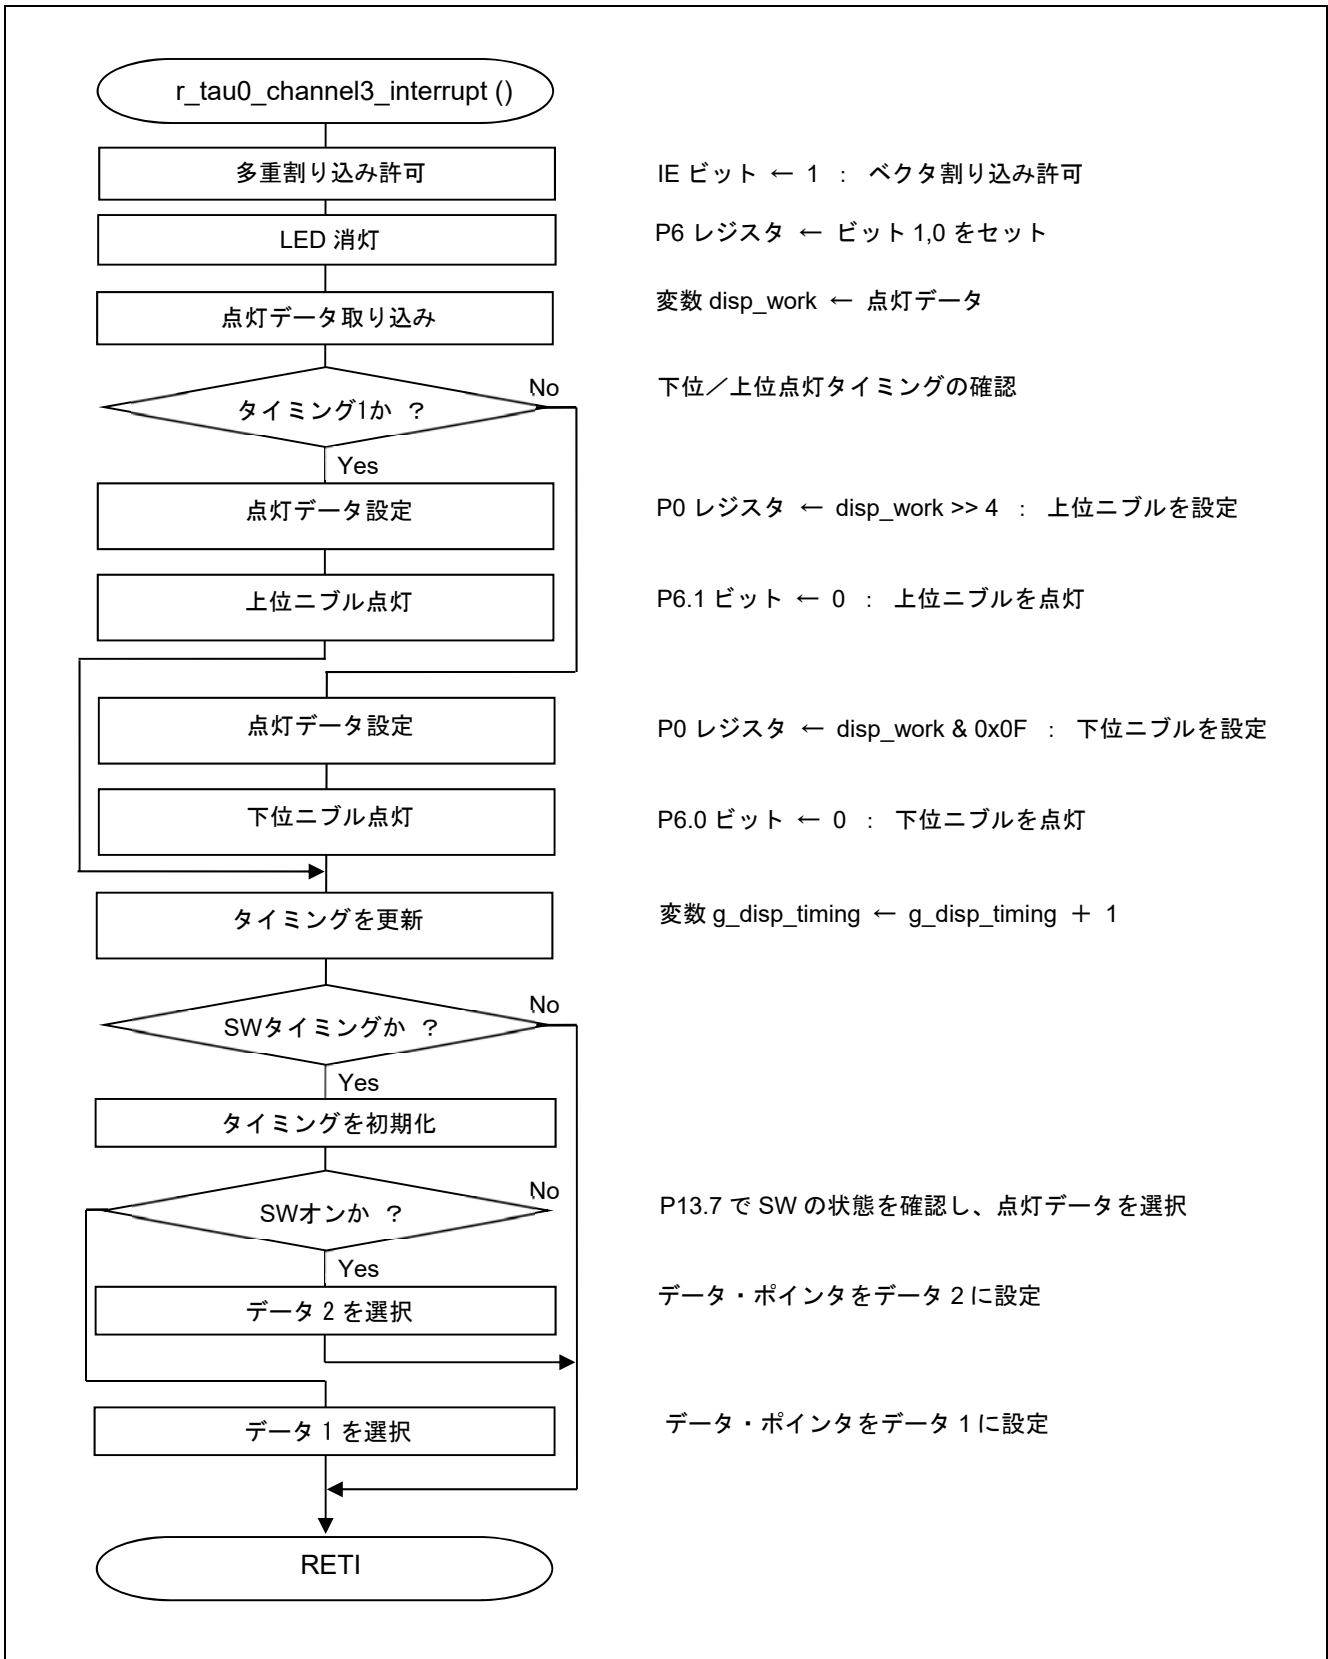 r_tau0_channel3_interrupt ()
多重割り込み許可
IE ビット ← 1 : ベクタ割り込み許可
LED 消灯
P6 レジスタ ← ビット 1,0 をセット
点灯データ取り込み
変数 disp_work ← 点灯データ
No
タイミング1か ?
下位／上位点灯タイミングの確認
Yes
点灯データ設定
P0 レジスタ ← disp_work >> 4 : 上位ニブルを設定
上位ニブル点灯
P6.1 ビット ← 0 : 上位ニブルを点灯
点灯データ設定
P0 レジスタ ← disp_work & 0x0F : 下位ニブルを設定
下位ニブル点灯
P6.0 ビット ← 0 : 下位ニブルを点灯
タイミングを更新
変数 g_disp_timing ← g_disp_timing ＋ 1
No
SWタイミングか ?
Yes
タイミングを初期化
No
SWオンか ?
P13.7 で SW の状態を確認し、点灯データを選択
Yes
データ 2 を選択
データ・ポインタをデータ 2 に設定
データ 1 を選択
データ・ポインタをデータ 1 に設定
RETI